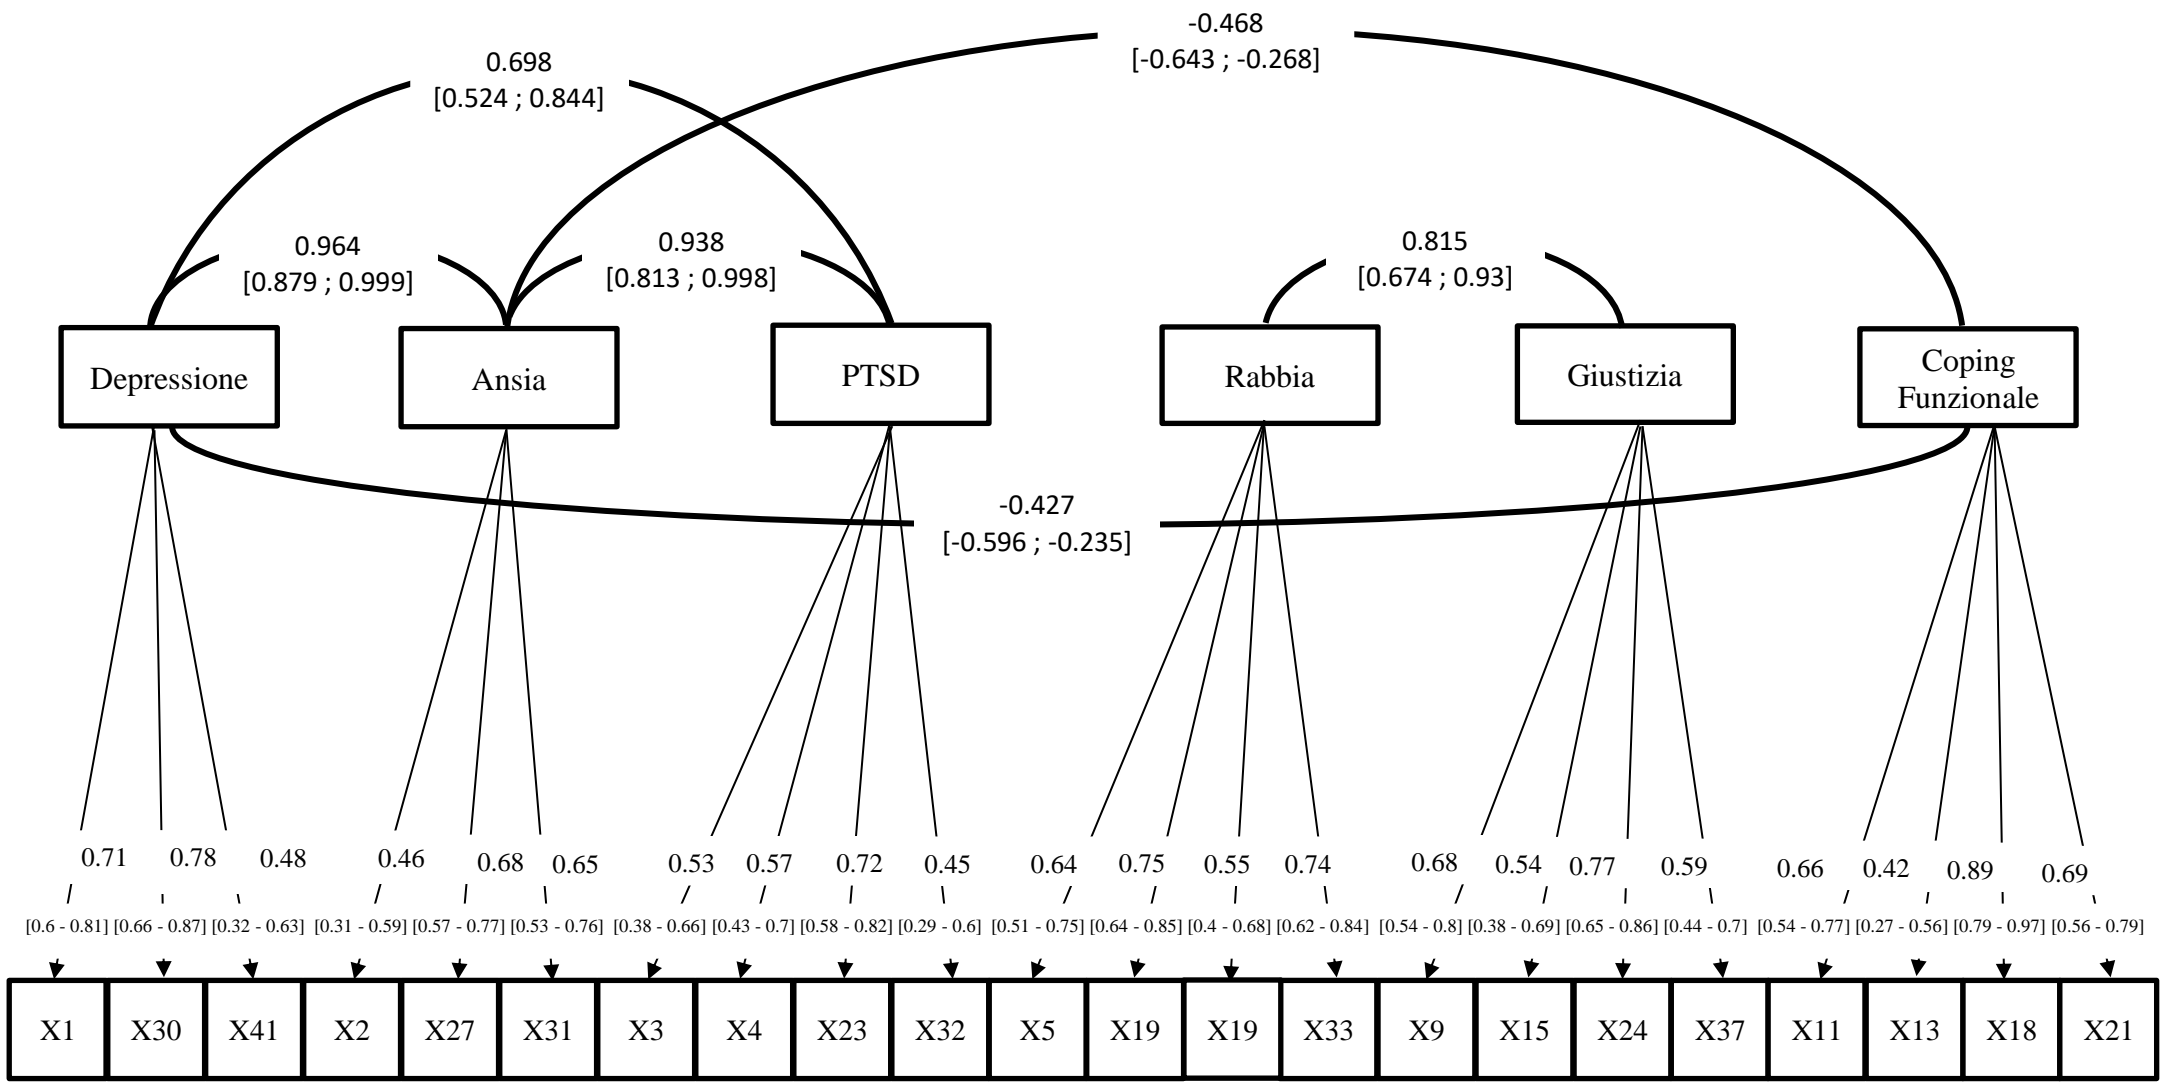 -0.468
[-0.643 ; -0.268]
0.698
[0.524 ; 0.844]
0.964
[0.879 ; 0.999]
0.938
[0.813 ; 0.998]
0.815
[0.674 ; 0.93]
Depressione
Ansia
PTSD
Rabbia
Giustizia
Coping
Funzionale
-0.427
[-0.596 ; -0.235]
0.71 0.78 0.48 0.46 0.68 0.65 0.53 0.57 0.72 0.45 0.64 0.75 0.55 0.74 0.68 0.54 0.77 0.59 0.66 0.42 0.89 0.69
[0.6 - 0.81] [0.66 - 0.87] [0.32 - 0.63] [0.31 - 0.59] [0.57 - 0.77] [0.53 - 0.76] [0.38 - 0.66] [0.43 - 0.7] [0.58 - 0.82] [0.29 - 0.6] [0.51 - 0.75] [0.64 - 0.85] [0.4 - 0.68] [0.62 - 0.84] [0.54 - 0.8] [0.38 - 0.69] [0.65 - 0.86] [0.44 - 0.7] [0.54 - 0.77] [0.27 - 0.56] [0.79 - 0.97] [0.56 - 0.79]
X1 X30 X41 X2 X27 X31 X3 X4 X23 X32 X5 X19 X19 X33 X9 X15 X24 X37 X11 X13 X18 X21